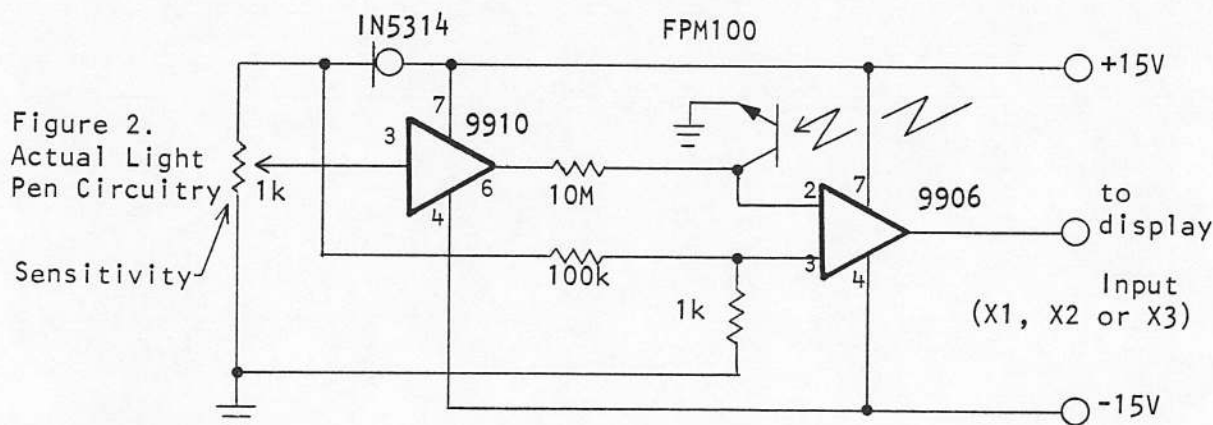 IN5314
FPM100
+15V
Figure 2.
Actual Light
Pen Circuitry
1k
Sensitivity
3
7
9910
6
4
10M
100k
1k
2
7
9906
3
4
to
display
Input
(X1, X2 or X3)
-15V